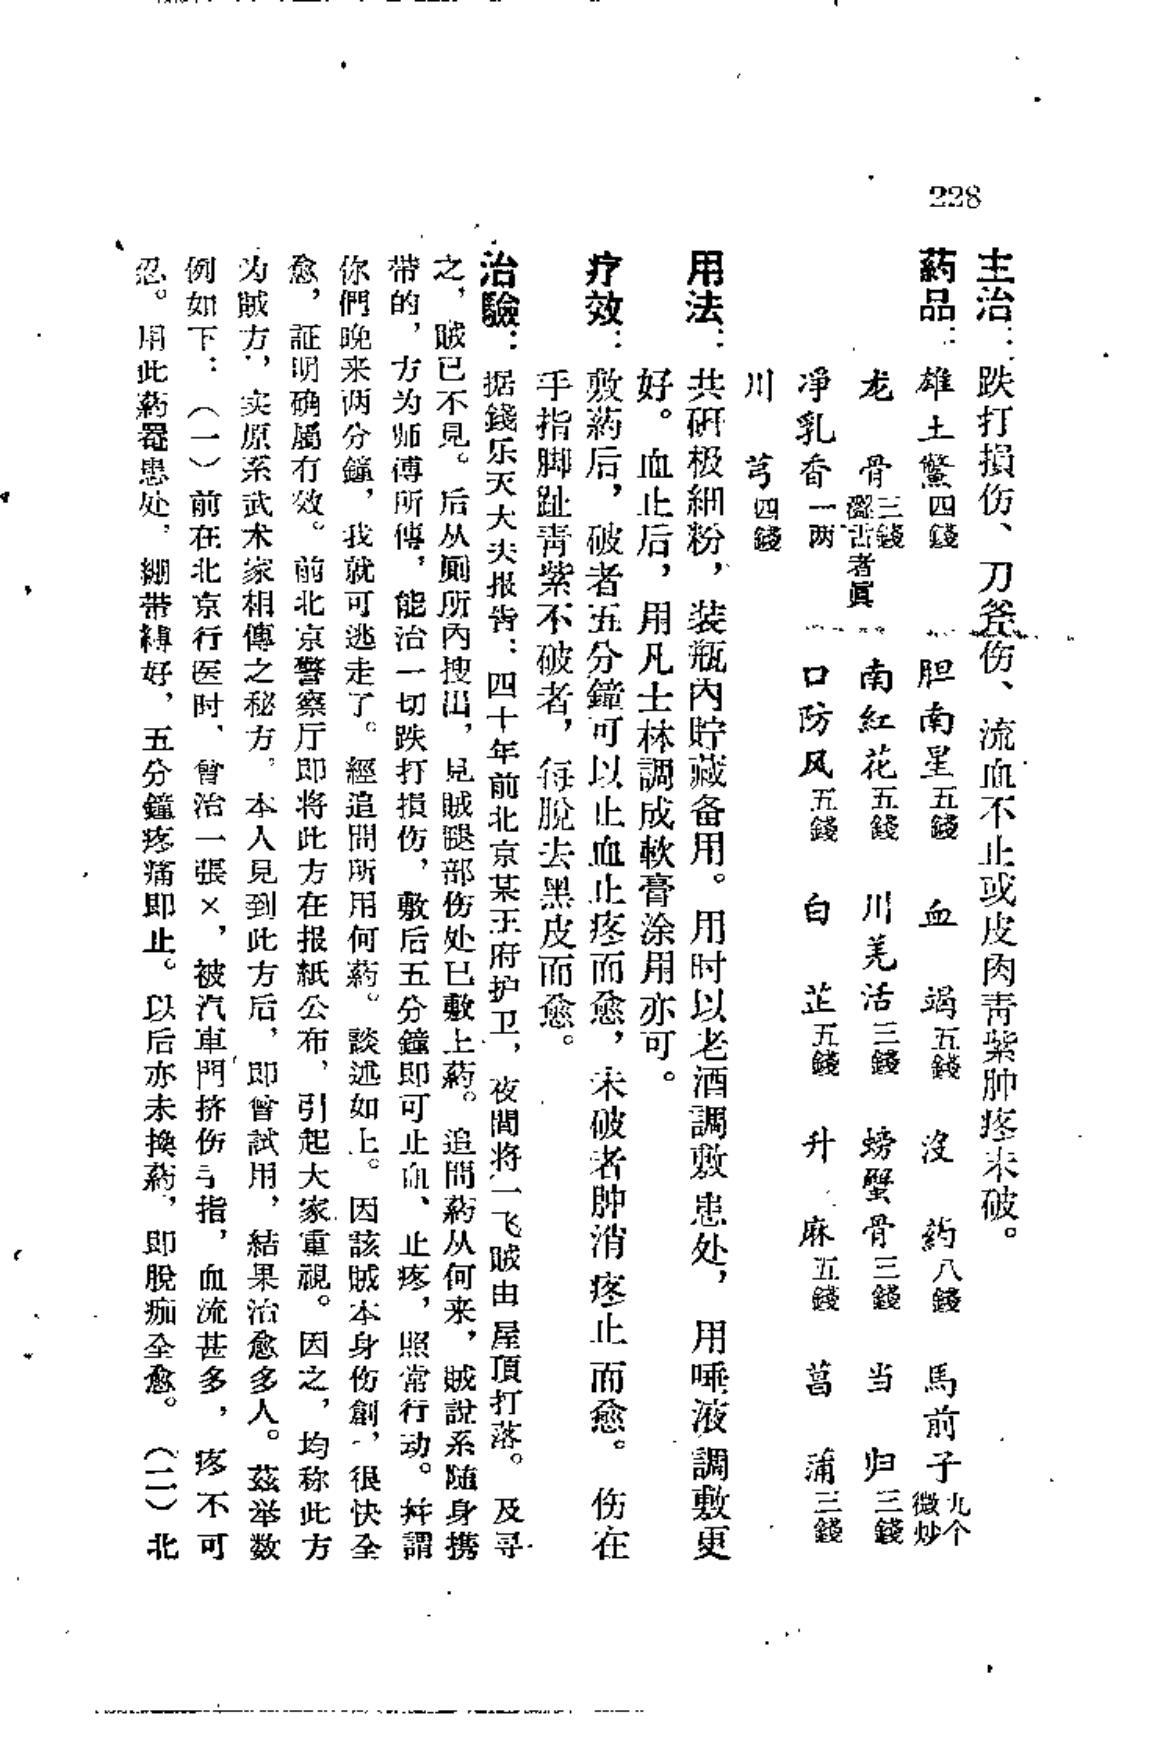 228
主治：跌打損伤、刀斧伤、流血不止或皮肉青紫肿疼未破。
药品：雄土鱉四錢　胆南星五錢　血竭五錢　沒药八錢　馬前子九个微炒
龙骨三錢澀舌者眞　南紅花五錢　川羌活三錢　螃蟹骨三錢　当归三錢
凈乳香一两　口防风五錢　白芷五錢　升麻五錢　菖蒲三錢
川芎四錢
用法：共研极細粉，装瓶內貯藏备用。用时以老酒調敷患处，用唾液調敷更
好。血止后，用凡士林調成軟膏涂用亦可。
疗效：敷药后，破者五分鐘可以止血止疼而愈，未破者肿消疼止而愈。伤在
手指脚趾青紫不破者，每脫去黑皮而愈。
治驗：据錢乐天大夫报告：四十年前北京某王府护卫，夜間将一飞贼由屋頂打落。及寻
之，贼已不見。后从厠所內搜出，見贼腿部伤处已敷上药。追問药从何来，贼說系随身携
带的，方为师傅所傳，能治一切跌打損伤，敷后五分鐘即可止血、止疼，照常行动。并謂
你們晚来两分鐘，我就可逃走了。經追問所用何药。談述如上。因該贼本身伤創，很快全
愈，証明确屬有效。前北京警察厅即将此方在报紙公布，引起大家重視。因之，均称此方
为贼方，实原系武术家相傳之秘方。本人見到此方后，即曾試用，結果治愈多人。茲举数
例如下：（一）前在北京行医时，曾治一張×，被汽車門挤伤手指，血流甚多，疼不可
忍。用此药罨患处，綳带縛好，五分鐘疼痛即止。以后亦未換药，即脫痂全愈。（二）北